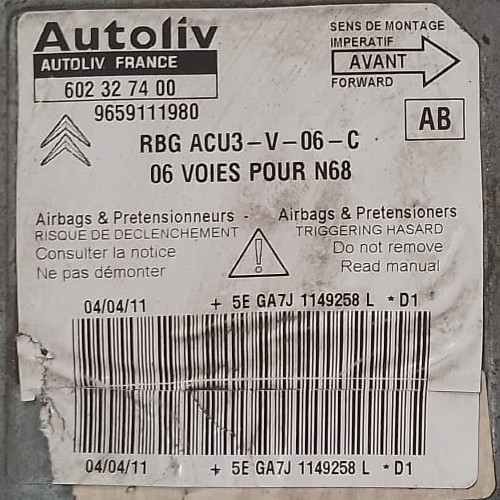 Autoliv
AUTOLIV FRANCE
602 32 74 00
9659111980
SENS DE MONTAGE
IMPERATIF
AVANT
FORWARD
AB
RBG ACU3-V-06-C
06 VOIES POUR N68
Airbags & Pretensionneurs -
RISQUE DE DECLENCHEMENT
Consulter la notice
Ne pas démonter
Airbags & Pretensioners
TRIGGERING HASARD
Do not remove
Read manual
04/04/11 + 5E GA7J 1149258 L *D1
04/04/11 + 5E GA7J 1149258 L *D1